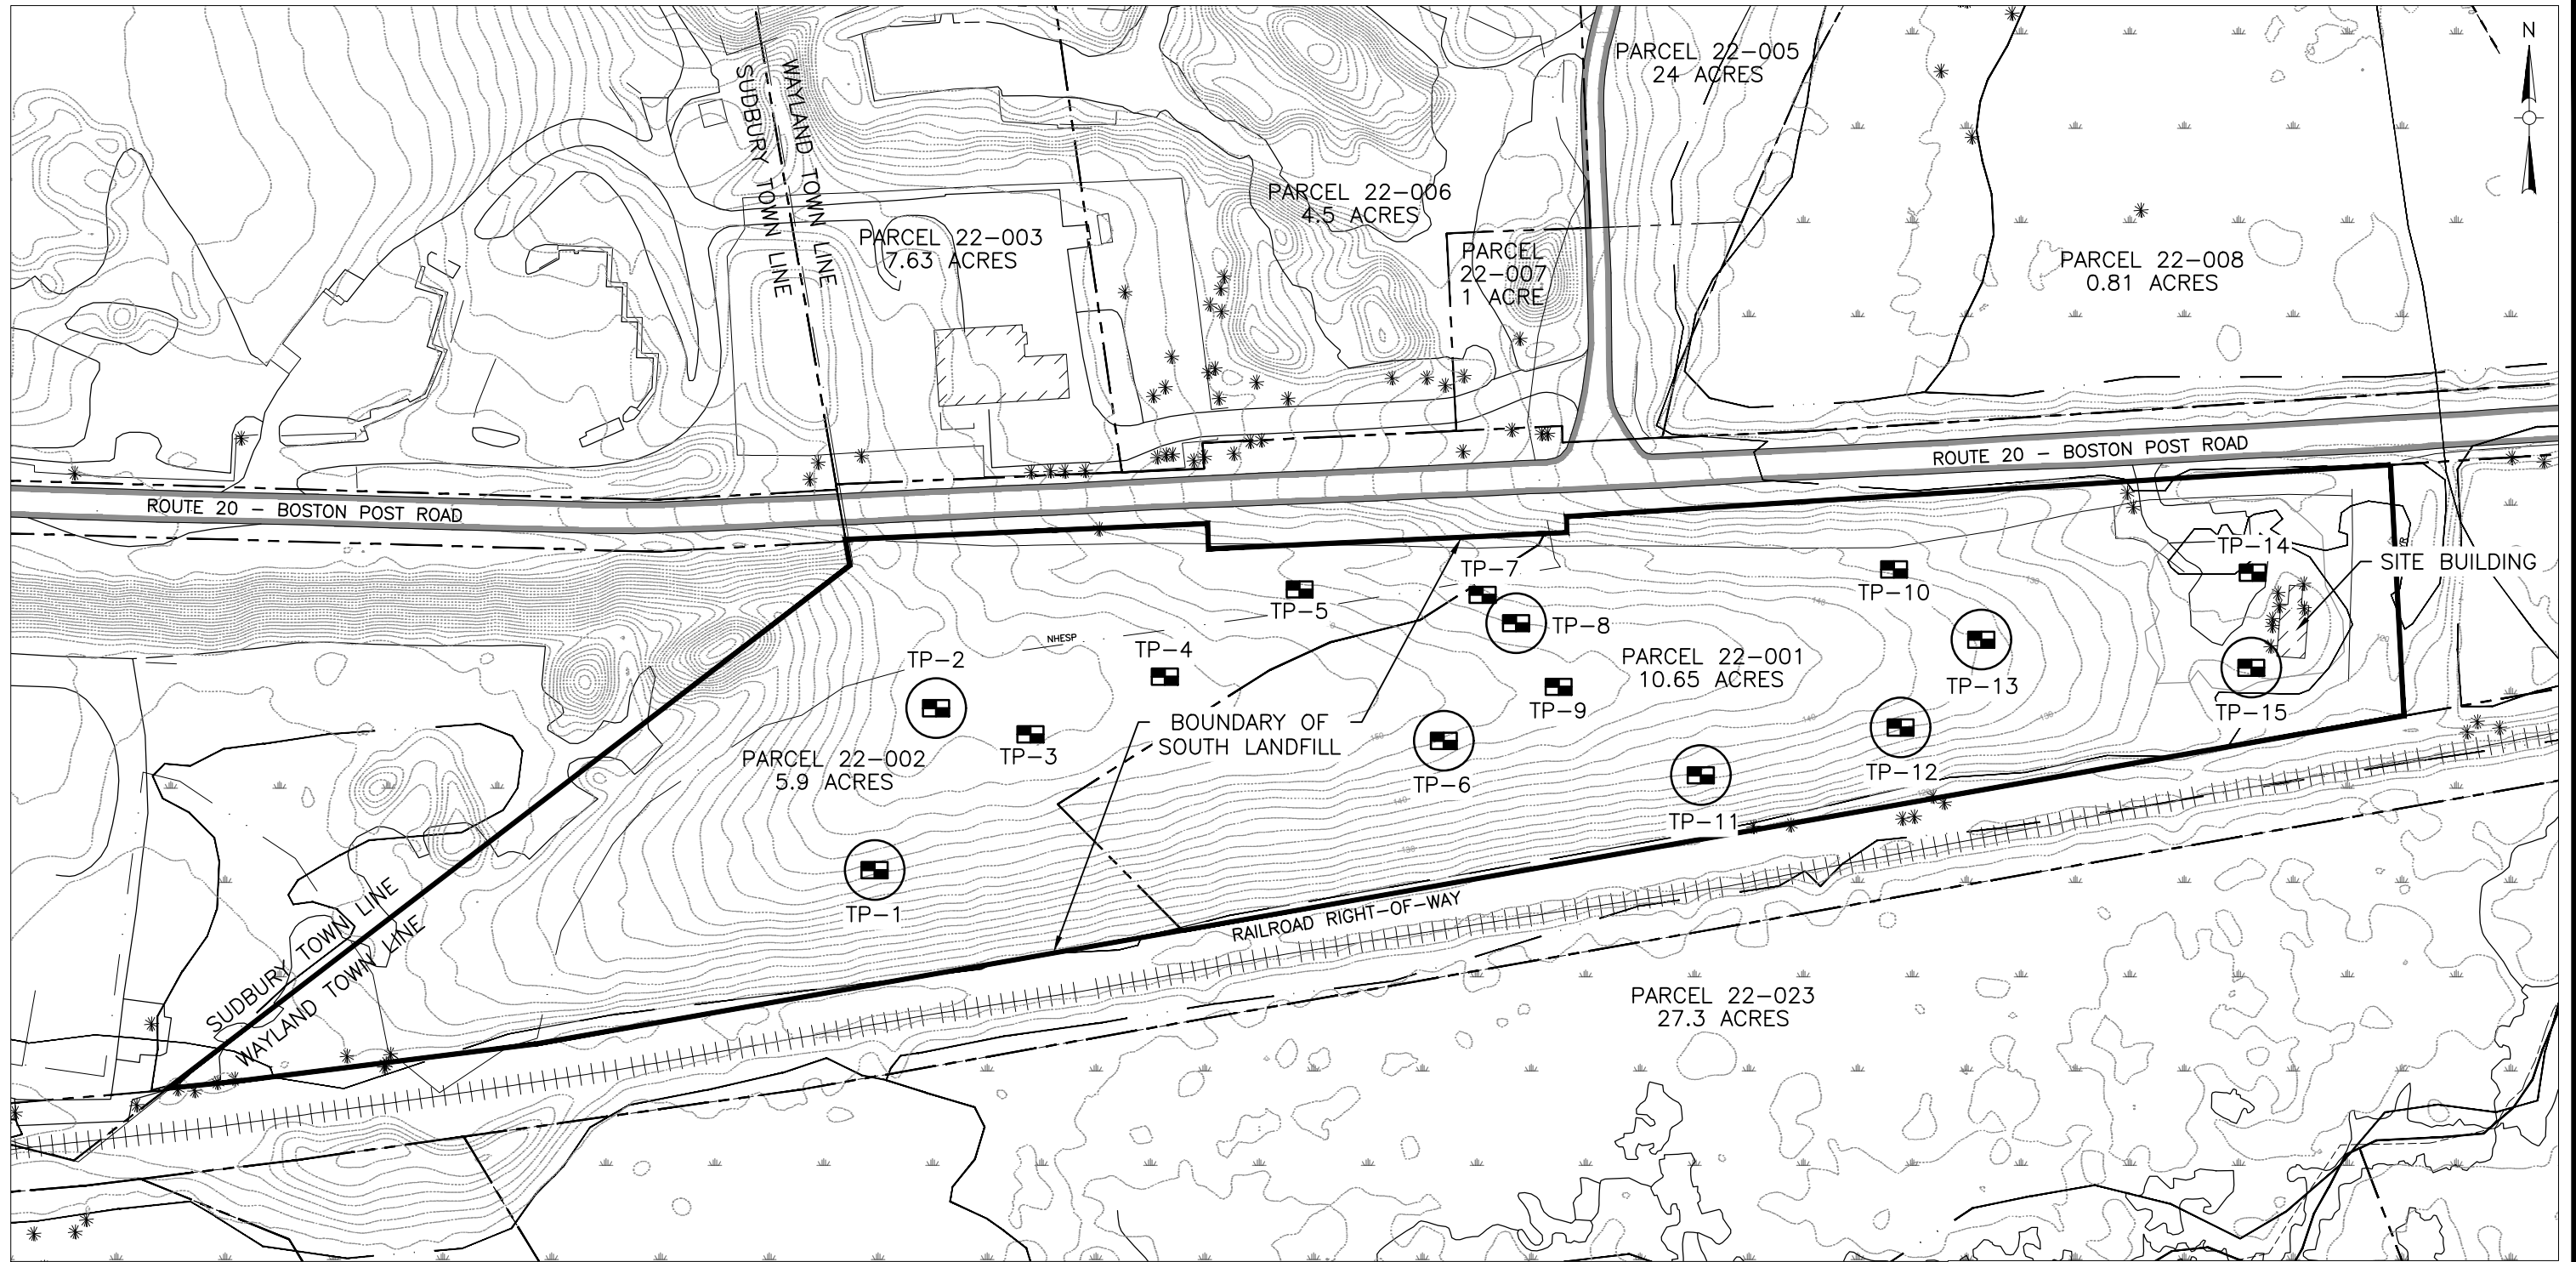 N
PARCEL 22-005
24 ACRES
WAYLAND TOWN LINE
SUDBURY TOWN LINE
PARCEL 22-006
4.5 ACRES
PARCEL 22-003
7.63 ACRES
PARCEL
22-007
1 ACRE
PARCEL 22-008
0.81 ACRES
ROUTE 20 - BOSTON POST ROAD
ROUTE 20 - BOSTON POST ROAD
TP-14
SITE BUILDING
TP-7
TP-10
TP-5
TP-8
NHESP
TP-4
TP-2
PARCEL 22-001
10.65 ACRES
TP-13
TP-9
TP-15
BOUNDARY OF
SOUTH LANDFILL
TP-3
PARCEL 22-002
5.9 ACRES
TP-6
TP-12
TP-11
TP-1
RAILROAD RIGHT-OF-WAY
SUDBURY TOWN LINE
WAYLAND TOWN LINE
PARCEL 22-023
27.3 ACRES